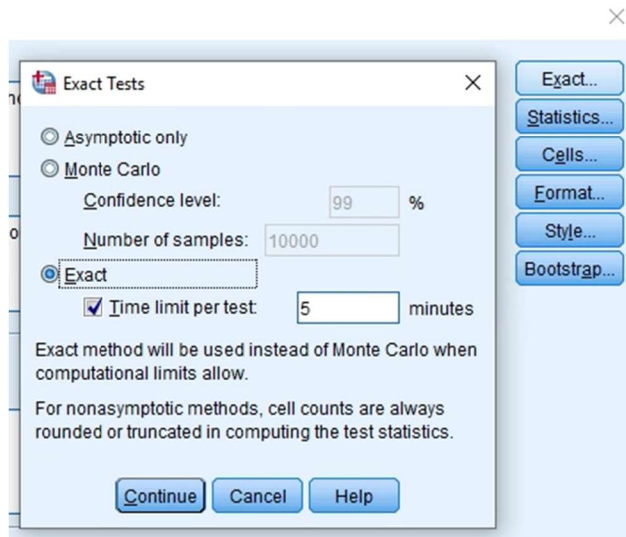 Exact Tests
Asymptotic only
Monte Carlo
Confidence level: 99 %
Number of samples: 10000
Exact
Time limit per test: 5 minutes
Exact method will be used instead of Monte Carlo when
computational limits allow.
For nonasymptotic methods, cell counts are always
rounded or truncated in computing the test statistics.
Continue Cancel Help
Exact...
Statistics...
Cells...
Format...
Style...
Bootstrap...